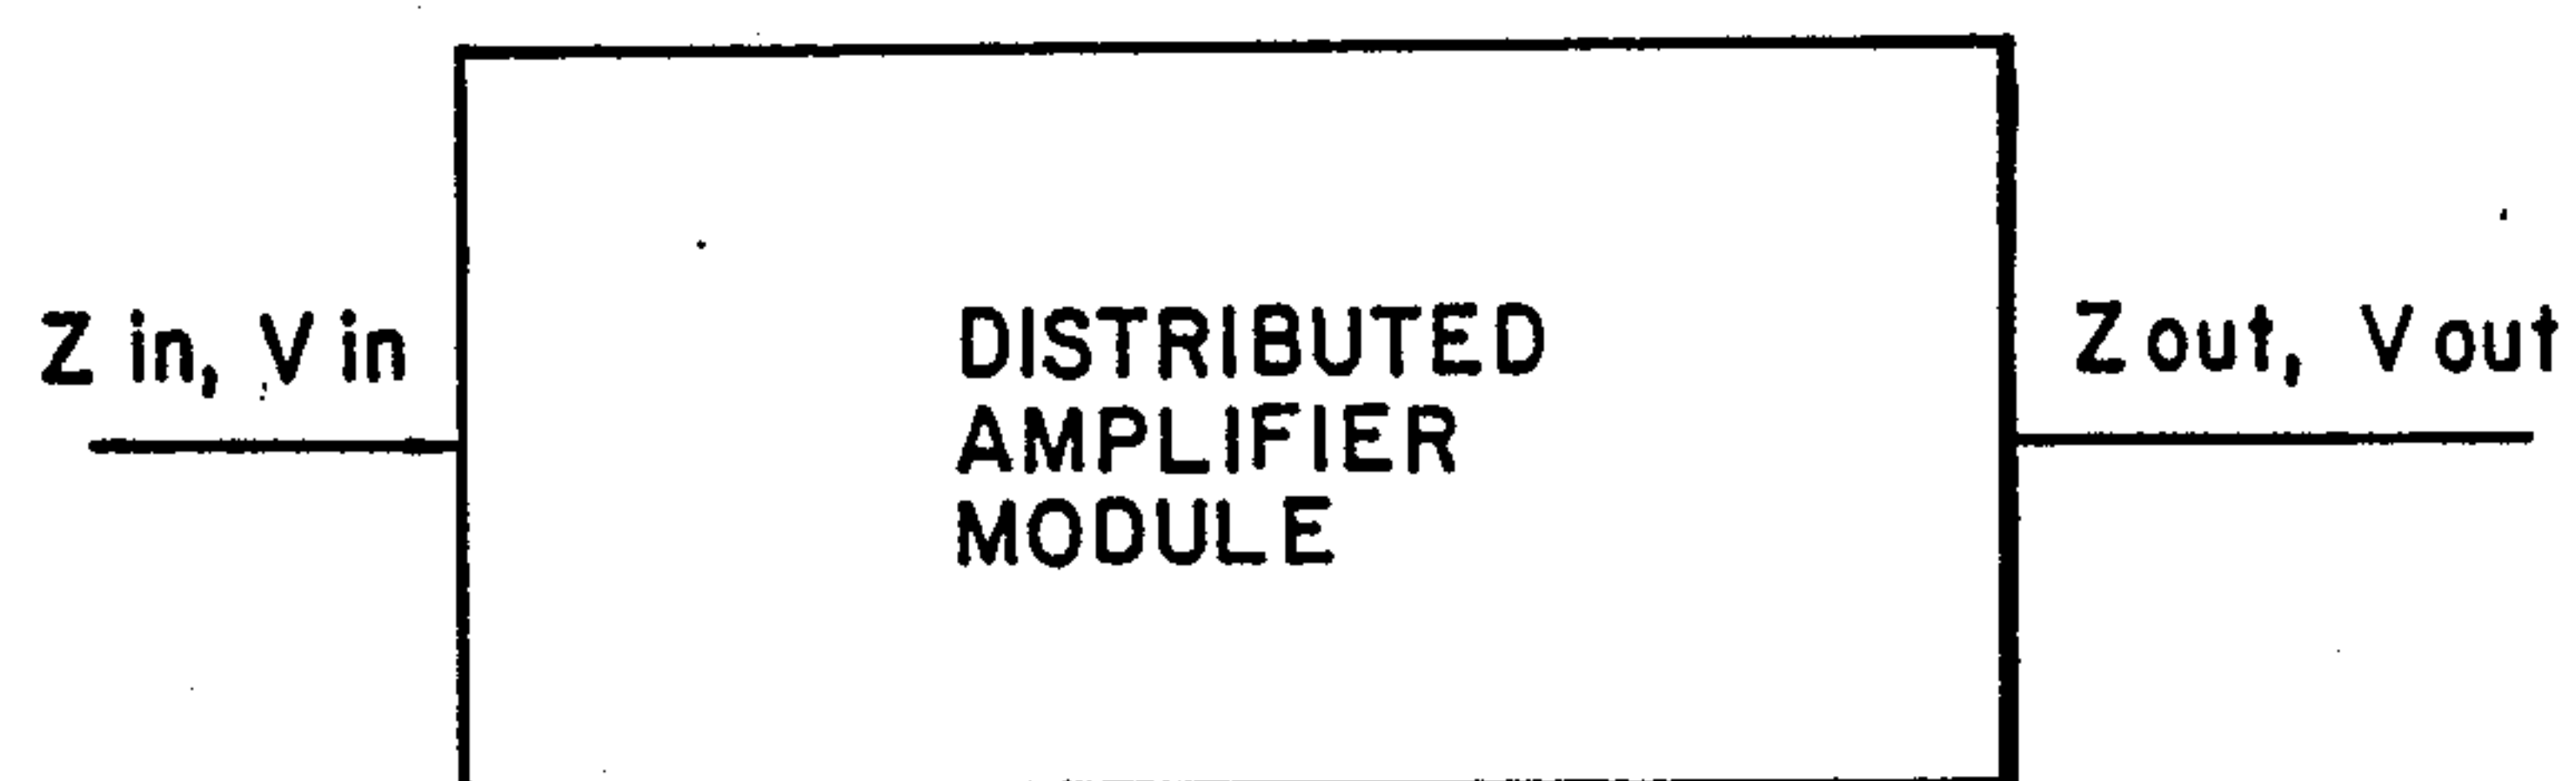 Z in, V in
DISTRIBUTED
AMPLIFIER
MODULE
Z out, V out